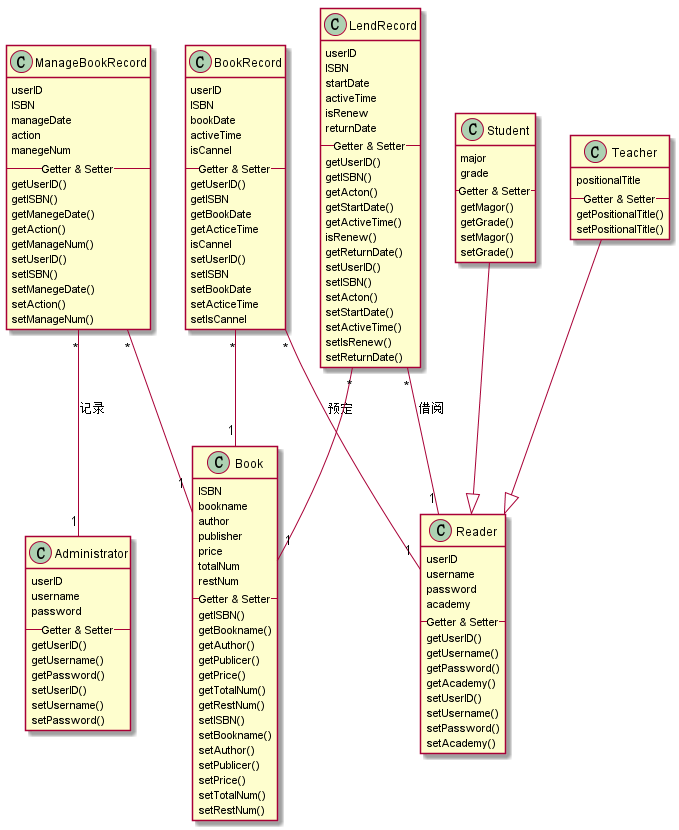 C ManageBookRecord
userID
ISBN
manageDate
action
manegeNum
Getter & Setter
getUserID()
getISBN()
getManegeDate()
getAction()
getManageNum()
setUserID()
setISBN()
setManegeDate()
setAction()
setManageNum()
C BookRecord
userID
ISBN
bookDate
activeTime
isCannel
Getter & Setter
getUserID()
getISBN
getBookDate
getActiceTime
isCannel
setUserID()
setISBN
setBookDate
setActiceTime
setIsCannel
C LendRecord
userID
ISBN
startDate
activeTime
isRenew
returnDate
Getter & Setter
getUserID()
getISBN()
getActon()
getStartDate()
getActiveTime()
isRenew()
getReturnDate()
setUserID()
setISBN()
setActon()
setStartDate()
setActiveTime()
setIsRenew()
setReturnDate()
C Student
major
grade
Getter & Setter
getMagor()
getGrade()
setMagor()
setGrade()
C Teacher
positionalTitle
Getter & Setter
getPositionalTitle()
setPositionalTitle()
* * * * * *
记录 预定 借阅
1 1 1 1 1 1
C Administrator
userID
username
password
Getter & Setter
getUserID()
getUsername()
getPassword()
setUserID()
setUsername()
setPassword()
C Book
ISBN
bookname
author
publisher
price
totalNum
restNum
Getter & Setter
getISBN()
getBookname()
getAuthor()
getPublicer()
getPrice()
getTotalNum()
getRestNum()
setISBN()
setBookname()
setAuthor()
setPublicer()
setPrice()
setTotalNum()
setRestNum()
C Reader
userID
username
password
academy
Getter & Setter
getUserID()
getUsername()
getPassword()
getAcademy()
setUserID()
setUsername()
setPassword()
setAcademy()